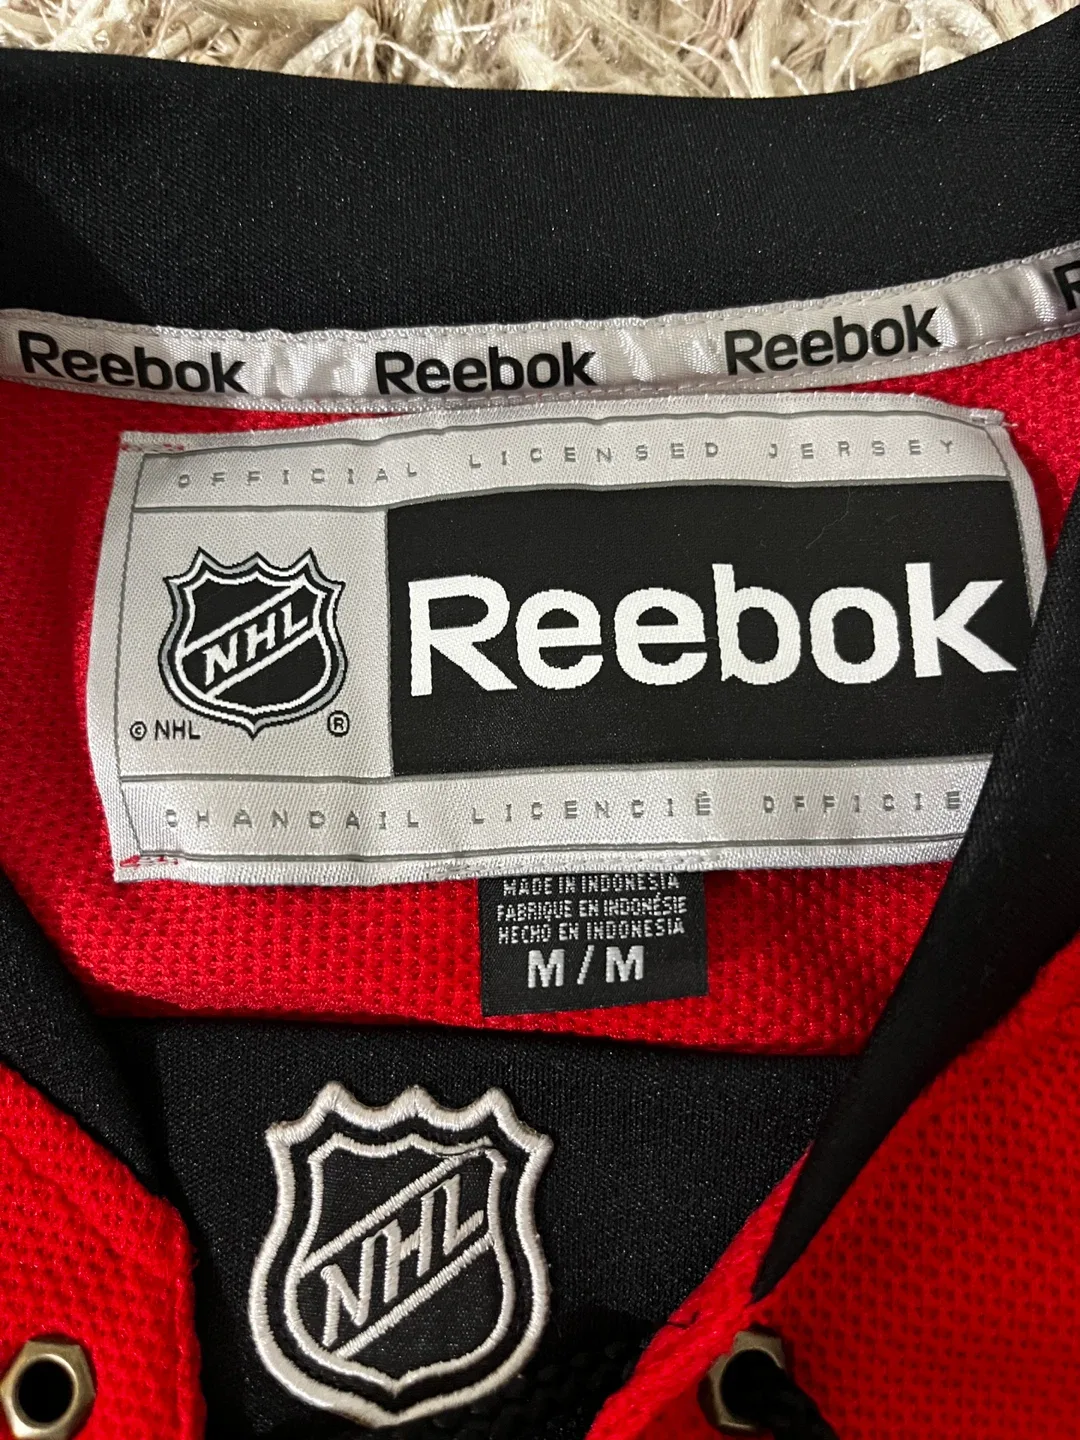 Reebok Reebok Reebok R
OFFICIAL LICENSED JERSEY
NHL
Reebok
© NHL ®
CHANDAIL LICENCIÉ OFFICIE
MADE IN INDONESIA
FABRIQUE EN INDONÉSIE
HECHO EN INDONESIA
M / M
NHL